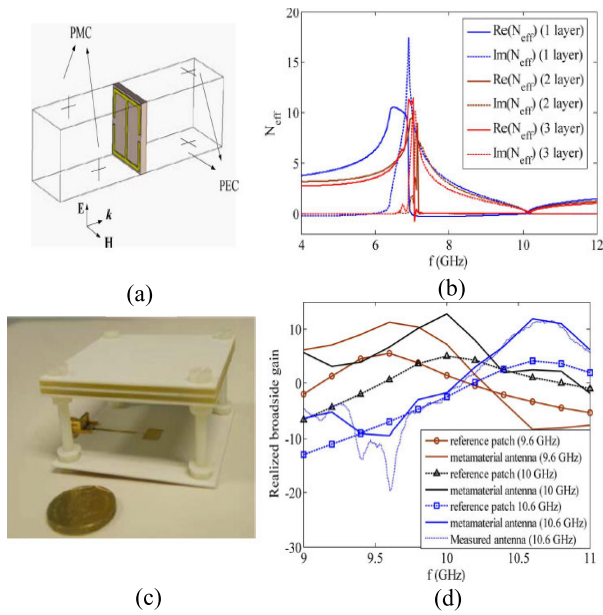 PMC
PEC
E
k
H
(a)
20
15
10
5
0
N_eff
4
6
8
10
12
f (GHz)
Re(N_eff) (1 layer)
Im(N_eff) (1 layer)
Re(N_eff) (2 layer)
Im(N_eff) (2 layer)
Re(N_eff) (3 layer)
Im(N_eff) (3 layer)
(b)
(c)
10
0
-10
-20
-30
Realized broadside gain
9
9.5
10
10.5
11
f (GHz)
reference patch (9.6 GHz)
metamaterial antenna (9.6 GHz)
reference patch (10 GHz)
metamaterial antenna (10 GHz)
reference patch 10.6 GHz)
metamaterial antenna (10.6 GHz)
Measured antenna (10.6 GHz)
(d)